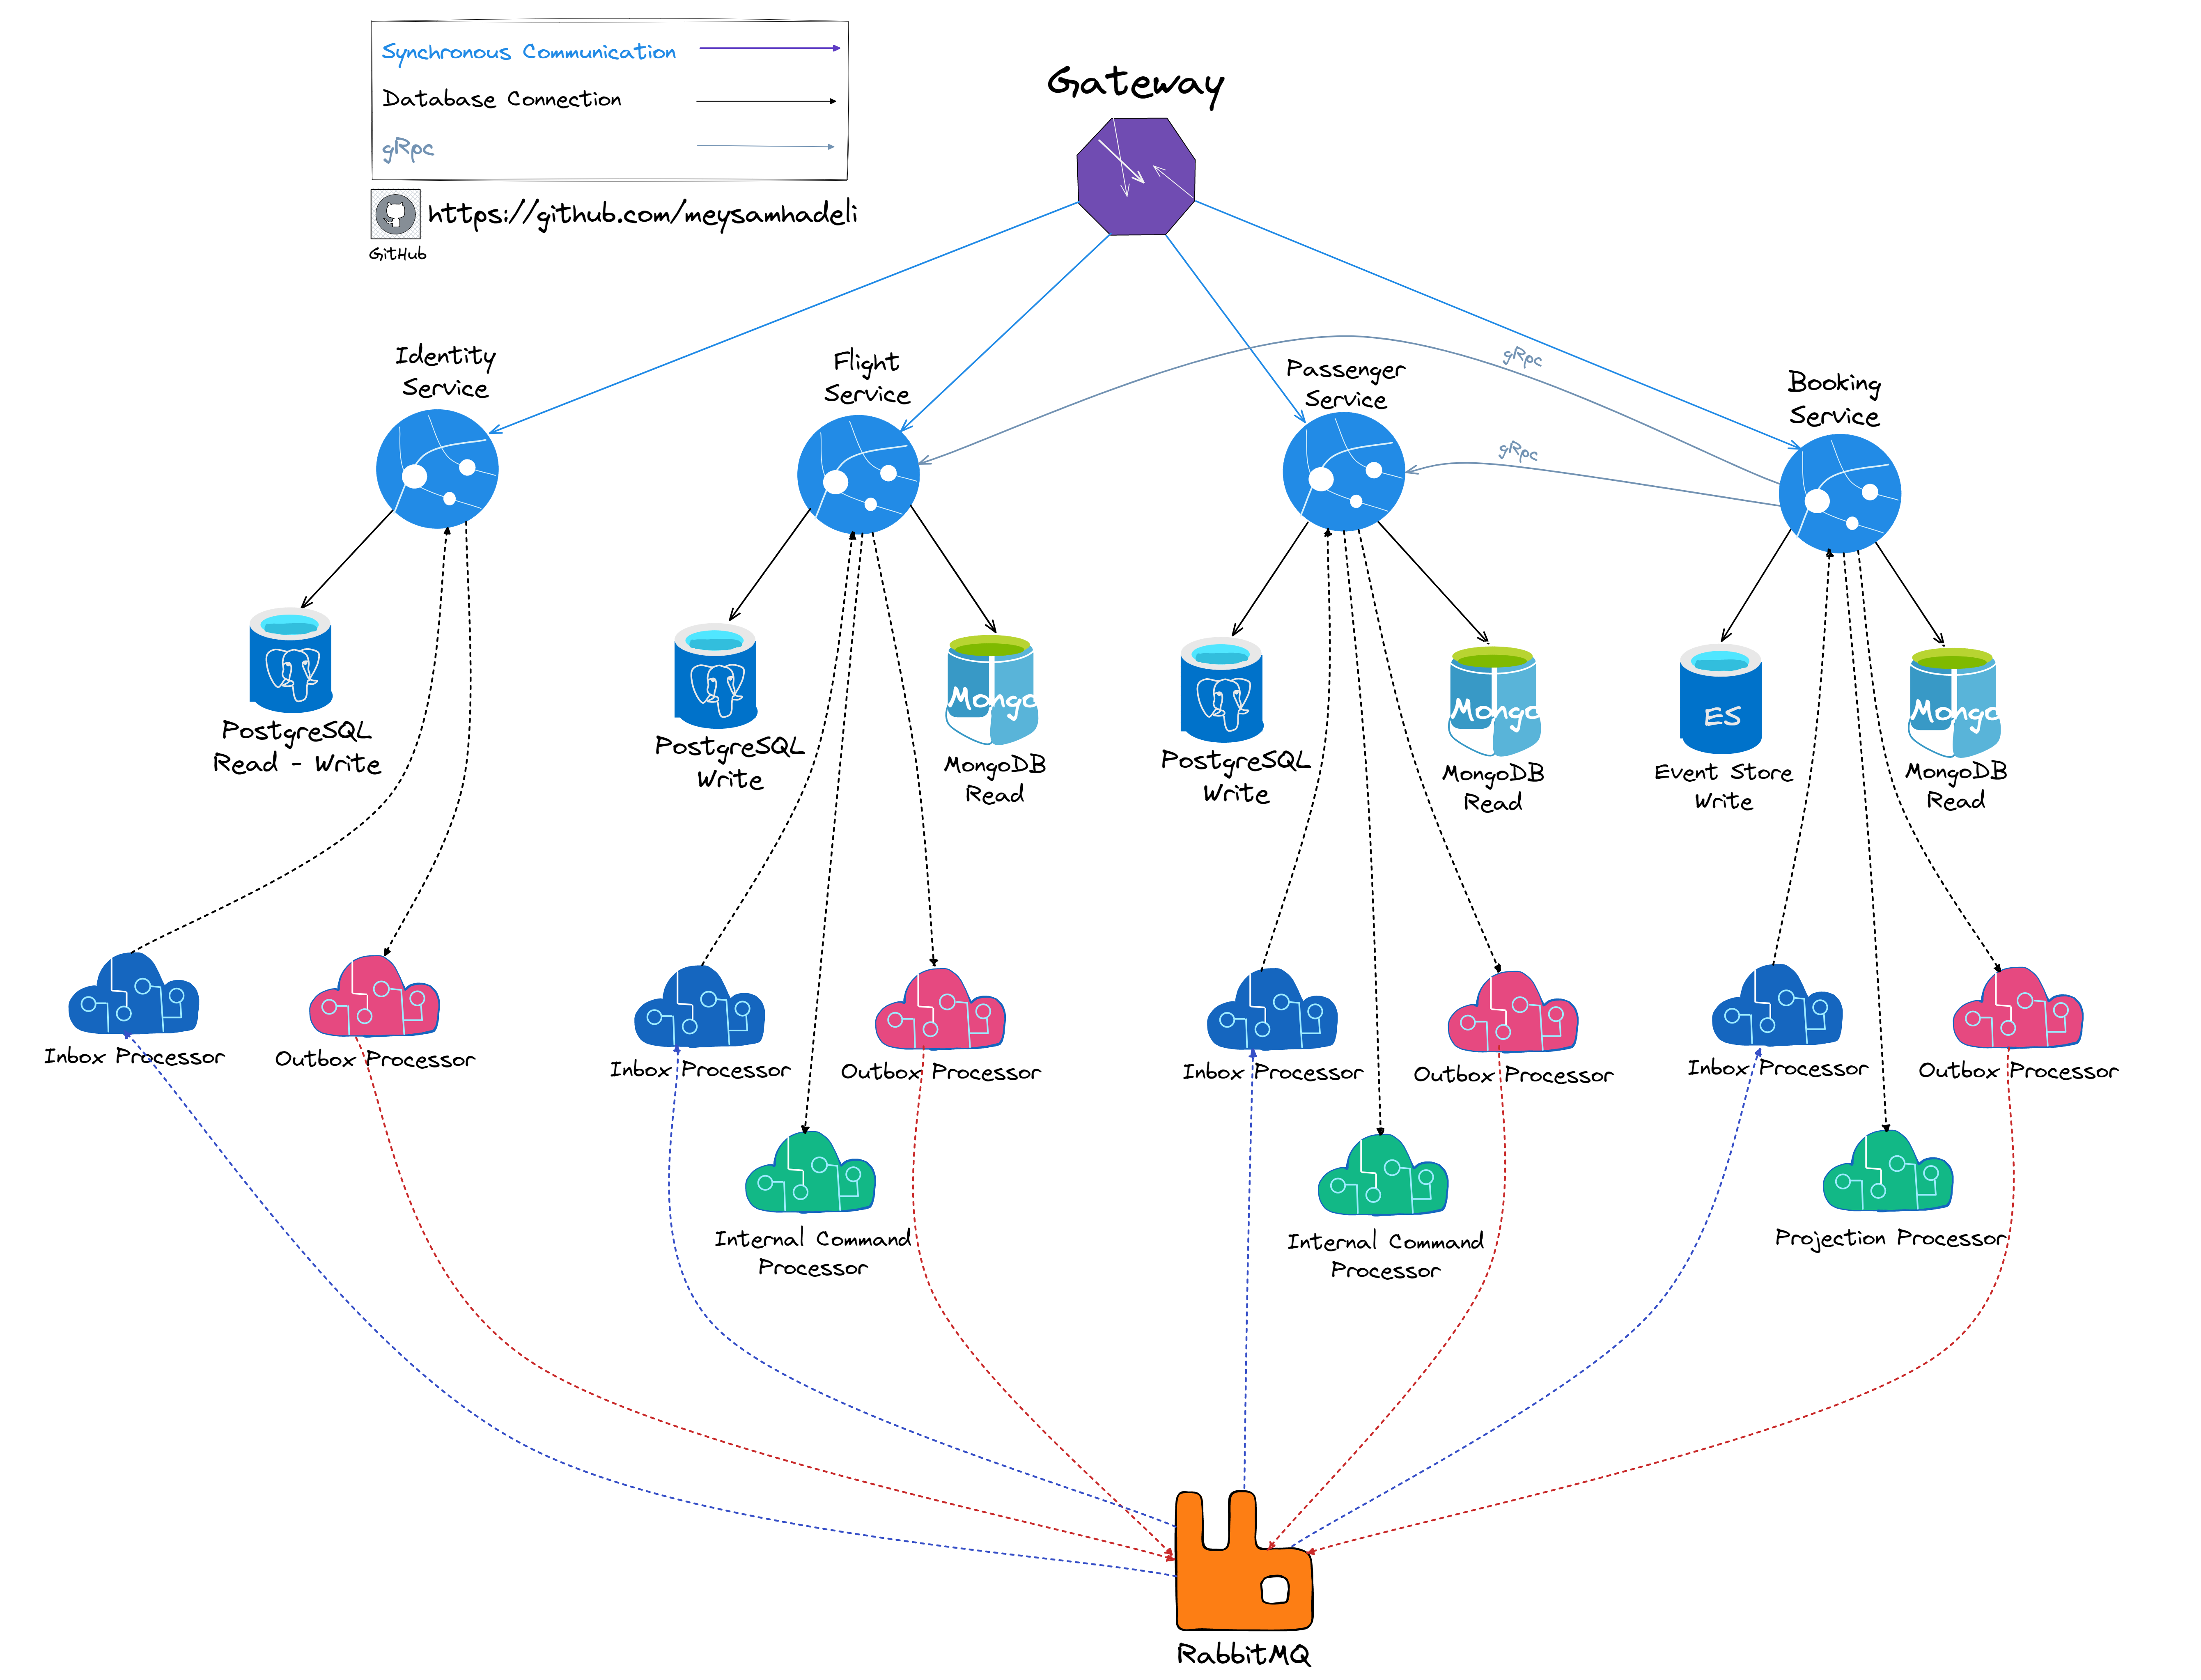 Synchronous Communication
Database Connection
gRpc
https://github.com/meysamhadeli
GitHub
Gateway
Identity
Service
Flight
Service
Passenger
Service
Booking
Service
gRpc
gRpc
PostgreSQL
Read - Write
PostgreSQL
Write
Mongo
MongoDB
Read
PostgreSQL
Write
Mongo
MongoDB
Read
ES
Event Store
Write
Mongo
MongoDB
Read
Inbox Processor
Outbox Processor
Inbox Processor
Outbox Processor
Inbox Processor
Outbox Processor
Inbox Processor
Outbox Processor
Internal Command
Processor
Internal Command
Processor
Projection Processor
RabbitMQ